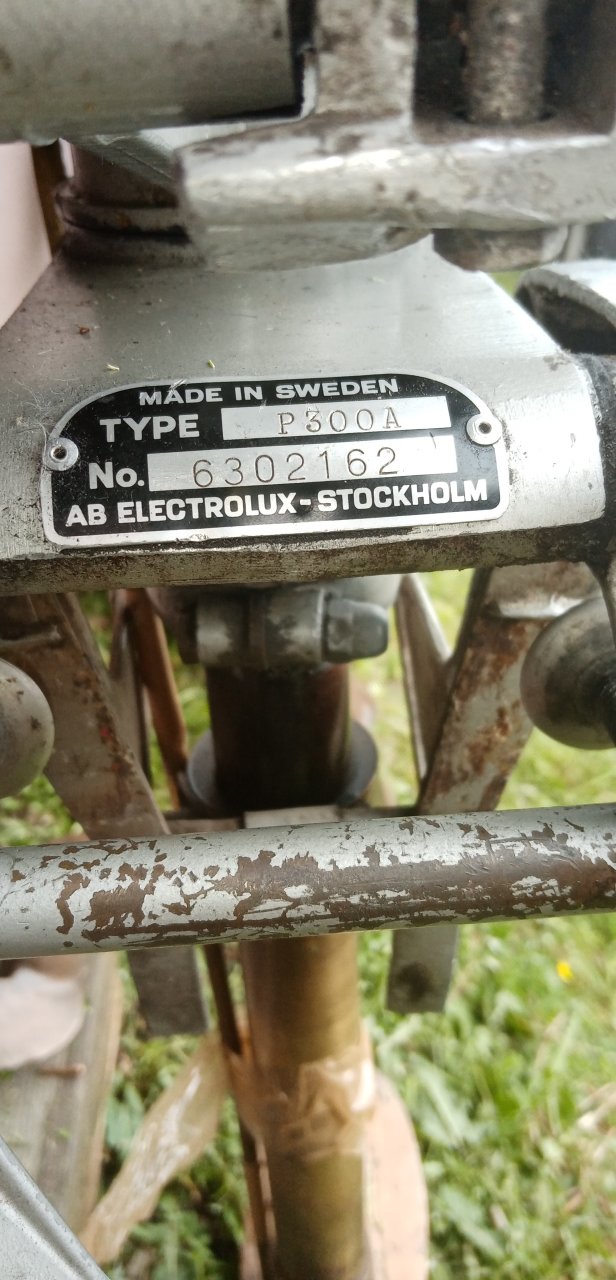 MADE IN SWEDEN
TYPE P300A
No. 6302162
AB ELECTROLUX-STOCKHOLM